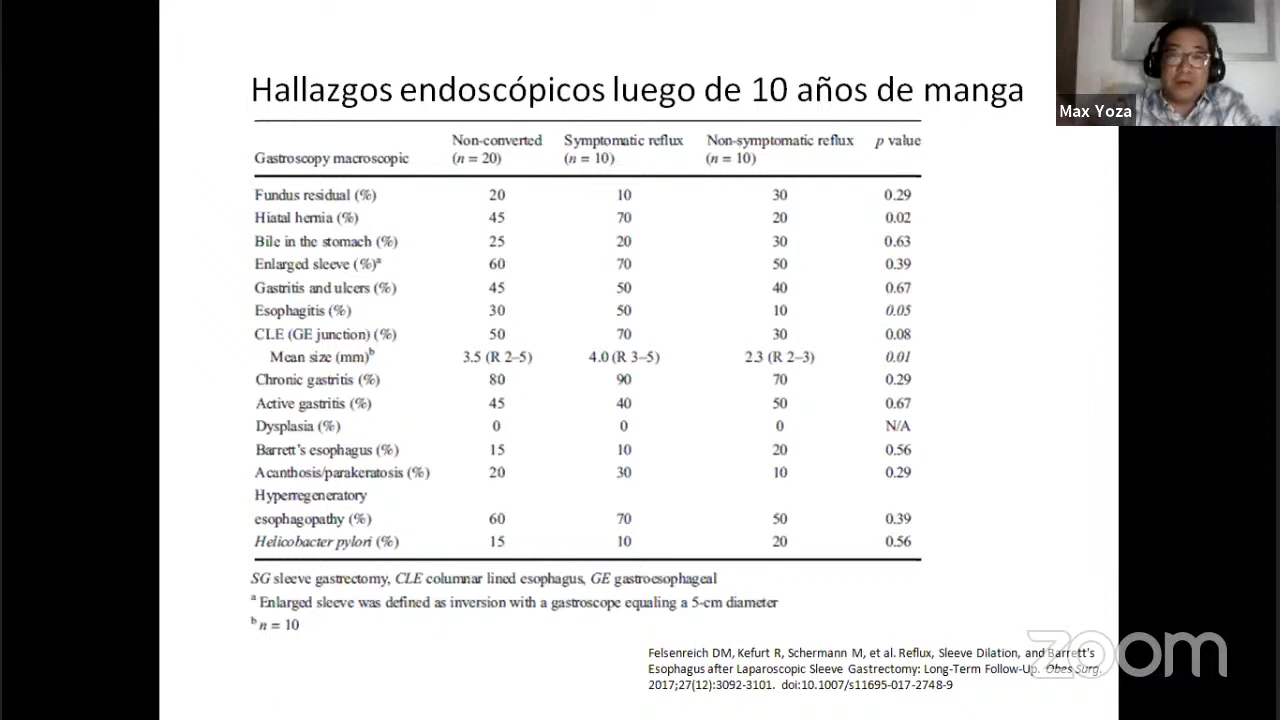 Hallazgos endoscópicos luego de 10 años de manga
Max Yoza
Gastroscopy macroscopic Non-converted (n = 20) Symptomatic reflux (n = 10) Non-symptomatic reflux (n = 10) p value
Fundus residual (%) 20 10 30 0.29
Hiatal hernia (%) 45 70 20 0.02
Bile in the stomach (%) 25 20 30 0.63
Enlarged sleeve (%)ᵃ 60 70 50 0.39
Gastritis and ulcers (%) 45 50 40 0.67
Esophagitis (%) 30 50 10 0.05
CLE (GE junction) (%) 50 70 30 0.08
Mean size (mm)ᵇ 3.5 (R 2–5) 4.0 (R 3–5) 2.3 (R 2–3) 0.01
Chronic gastritis (%) 80 90 70 0.29
Active gastritis (%) 45 40 50 0.67
Dysplasia (%) 0 0 0 N/A
Barrett's esophagus (%) 15 10 20 0.56
Acanthosis/parakeratosis (%) 20 30 10 0.29
Hyperregeneratory
esophagopathy (%) 60 70 50 0.39
Helicobacter pylori (%) 15 10 20 0.56
SG sleeve gastrectomy, CLE columnar lined esophagus, GE gastroesophageal
ᵃ Enlarged sleeve was defined as inversion with a gastroscope equaling a 5-cm diameter
ᵇ n = 10
Felsenreich DM, Kefurt R, Schermann M, et al. Reflux, Sleeve Dilation, and Barrett's
Esophagus after Laparoscopic Sleeve Gastrectomy: Long-Term Follow-Up. Obes Surg.
2017;27(12):3092-3101. doi:10.1007/s11695-017-2748-9
zoom